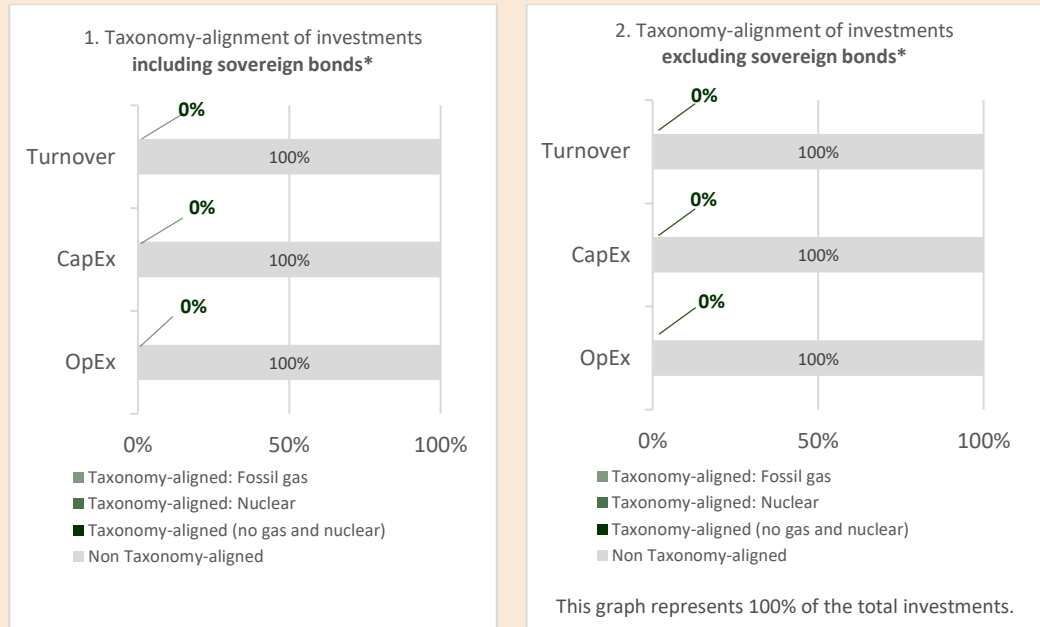 1. Taxonomy-alignment of investments
including sovereign bonds*
0%
Turnover
100%
0%
CapEx
100%
0%
OpEx
100%
0% 50% 100%
Taxonomy-aligned: Fossil gas
Taxonomy-aligned: Nuclear
Taxonomy-aligned (no gas and nuclear)
Non Taxonomy-aligned
2. Taxonomy-alignment of investments
excluding sovereign bonds*
0%
Turnover
100%
0%
CapEx
100%
0%
OpEx
100%
0% 50% 100%
Taxonomy-aligned: Fossil gas
Taxonomy-aligned: Nuclear
Taxonomy-aligned (no gas and nuclear)
Non Taxonomy-aligned
This graph represents 100% of the total investments.